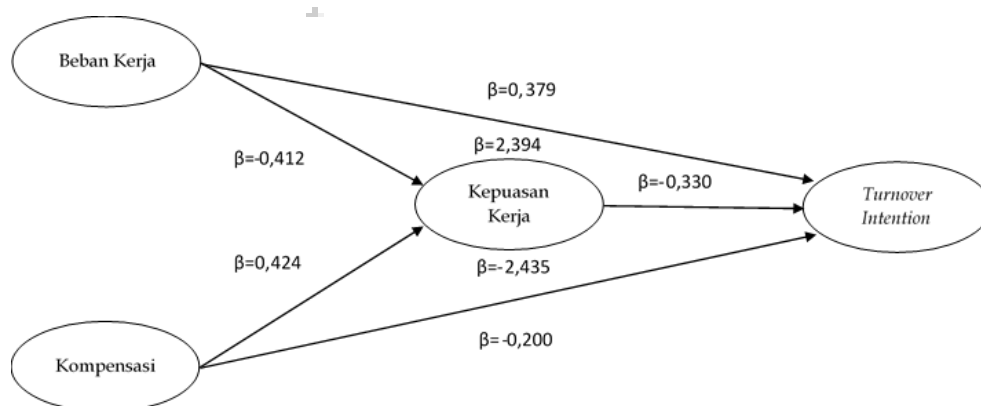 Beban Kerja
β=0,379
β=-0,412
β=2,394
β=-0,330
Kepuasan
Kerja
Turnover
Intention
β=0,424
β=-2,435
β=-0,200
Kompensasi